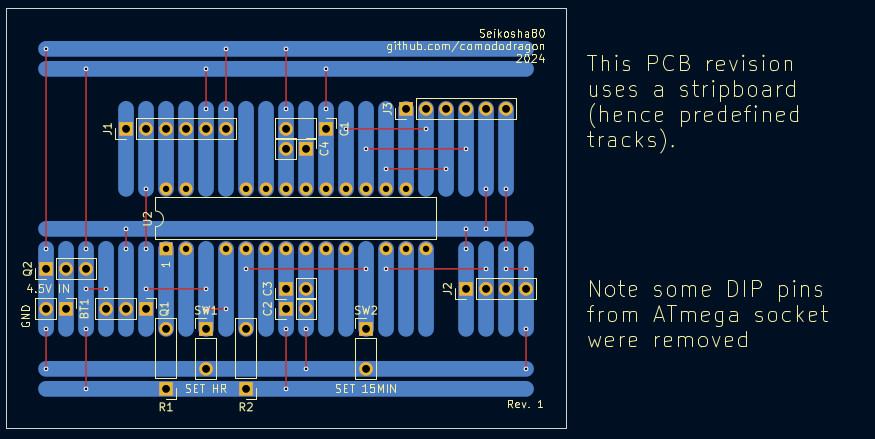 SeikoshaBO
github.com/comododragon
2024
This PCB revision
uses a stripboard
(hence predefined
tracks).
J1
C1
C4
J3
U2
1
Q2
4.5V IN
GND
BT1
Q1
SW1
C3
C2
SW2
J2
Note some DIP pins
from ATmega socket
were removed
SET HR
SET 15MIN
R1
R2
Rev. 1